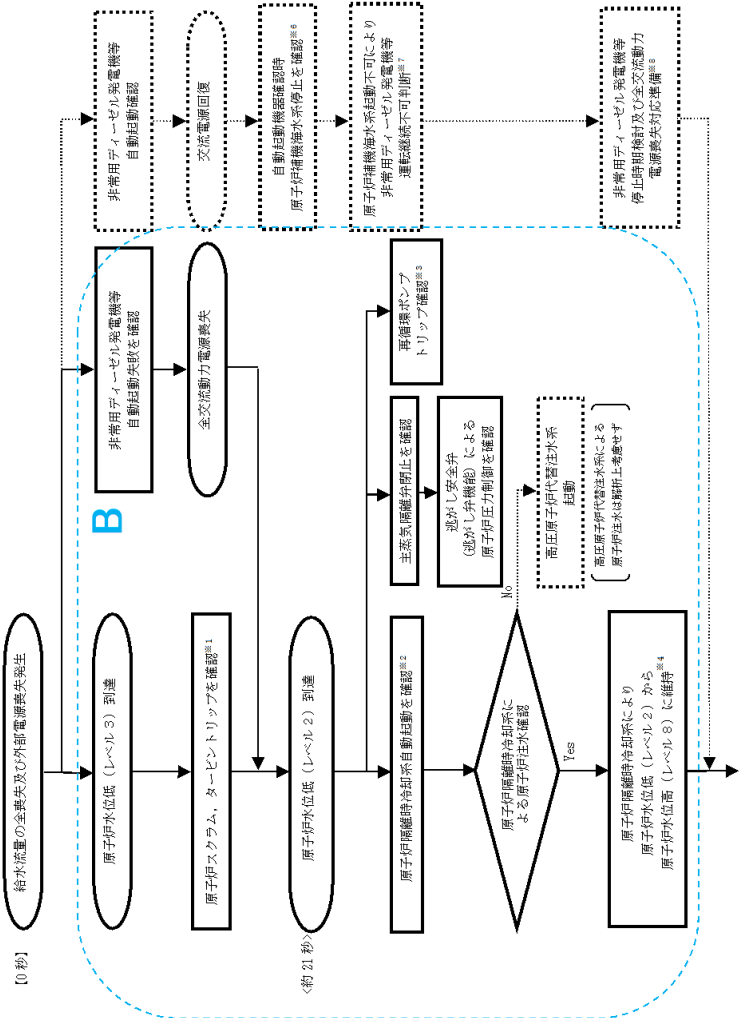 【0 秒】
給水流量の全喪失及び外部電源喪失発生
原子炉水位低（レベル３）到達
原子炉スクラム，タービントリップを確認※１
<約 21 秒>
原子炉水位低（レベル２）到達
原子炉隔離時冷却系自動起動を確認※２
原子炉隔離時冷却系に
よる原子炉注水確認
Yes
No
原子炉隔離時冷却系により
原子炉水位低（レベル２）から
原子炉水位高（レベル８）に維持※４
B
非常用ディーゼル発電機等
自動起動失敗を確認
全交流動力電源喪失
主蒸気隔離弁閉止を確認
逃がし安全弁
（逃がし弁機能）による
原子炉圧力制御を確認
高圧原子炉代替注水系
起動
高圧原子炉代替注水系による
原子炉注水は解析上考慮せず
再循環ポンプ
トリップ確認※３
非常用ディーゼル発電機等
自動起動確認
交流電源回復
自動起動機器確認時
原子炉補機海水系停止を確認※６
原子炉補機海水系起動不可により
非常用ディーゼル発電機等
運転継続不可判断※７
非常用ディーゼル発電機等
停止時期検討及び全交流動力
電源喪失対応準備※８